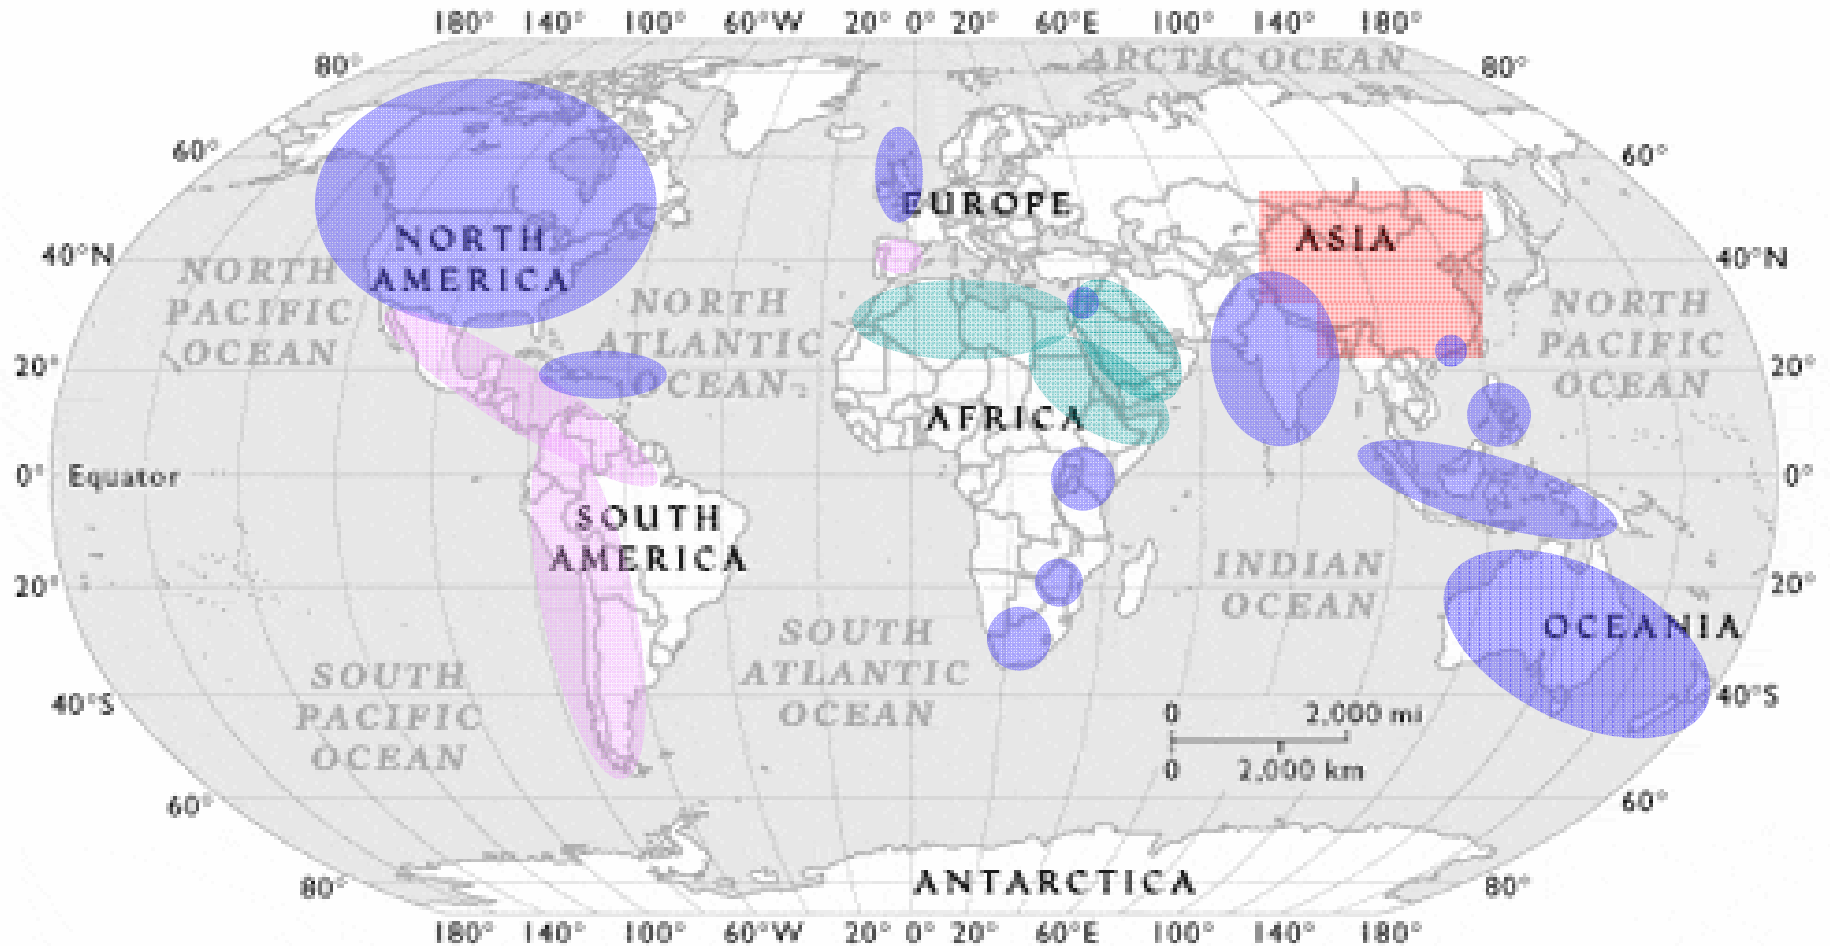 180° 140° 100° 60°W 20° 0° 20° 60°E 100° 140° 180°
ARCTIC OCEAN
80° 80°
60° 60°
EUROPE
NORTH AMERICA
ASIA
40°N 40°N
NORTH PACIFIC OCEAN
NORTH ATLANTIC OCEAN
NORTH PACIFIC OCEAN
20° 20°
AFRICA
0° Equator 0°
SOUTH AMERICA
INDIAN OCEAN
20° 20°
OCEANIA
SOUTH ATLANTIC OCEAN
SOUTH PACIFIC OCEAN
40°S 40°S
0 2,000 mi
0 2,000 km
60° 60°
ANTARCTICA
80° 80°
180° 140° 100° 60°W 20° 0° 20° 60°E 100° 140° 180°